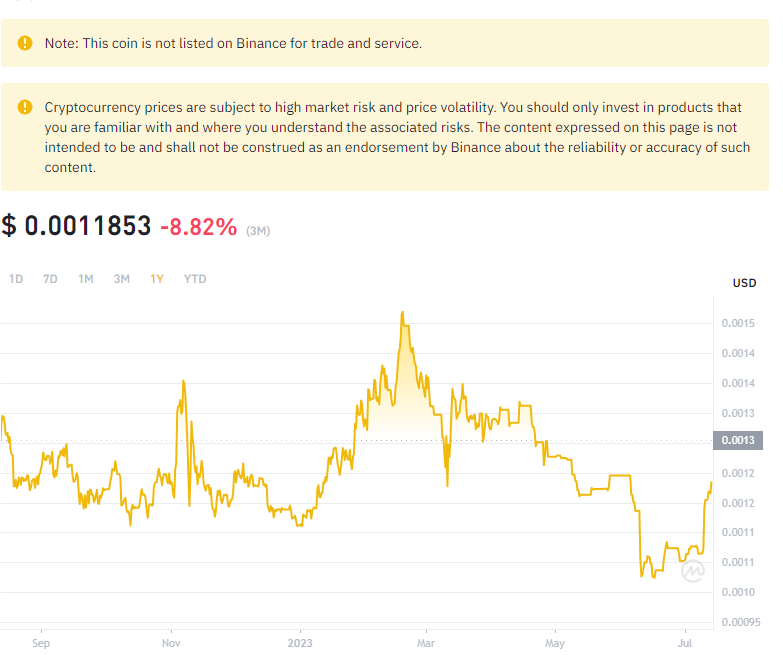 Note: This coin is not listed on Binance for trade and service.
Cryptocurrency prices are subject to high market risk and price volatility. You should only invest in products that
you are familiar with and where you understand the associated risks. The content expressed on this page is not
intended to be and shall not be construed as an endorsement by Binance about the reliability or accuracy of such
content.
$ 0.0011853 -8.82% (3M)
1D 7D 1M 3M 1Y YTD
USD
0.0015
0.0014
0.0014
0.0013
0.0013
0.0012
0.0012
0.0011
0.0011
0.0010
0.00095
Sep Nov 2023 Mar May Jul